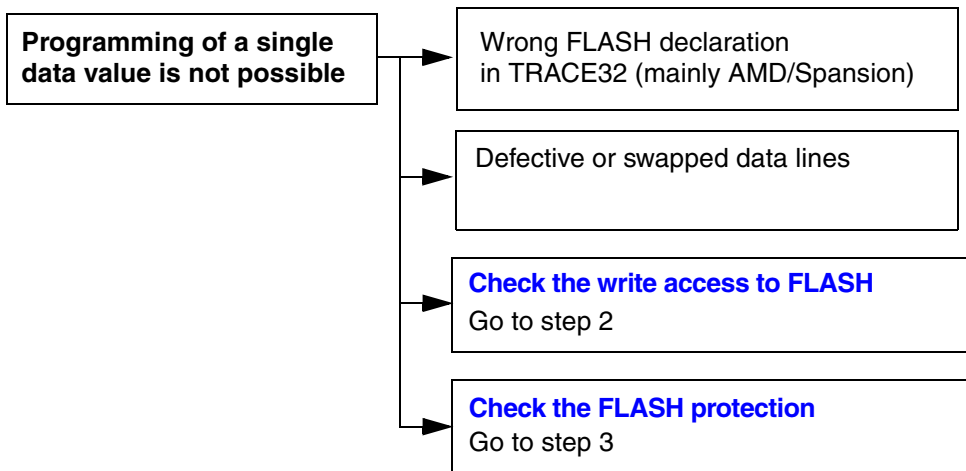 Programming of a single
data value is not possible
Wrong FLASH declaration
in TRACE32 (mainly AMD/Spansion)
Defective or swapped data lines
Check the write access to FLASH
Go to step 2
Check the FLASH protection
Go to step 3